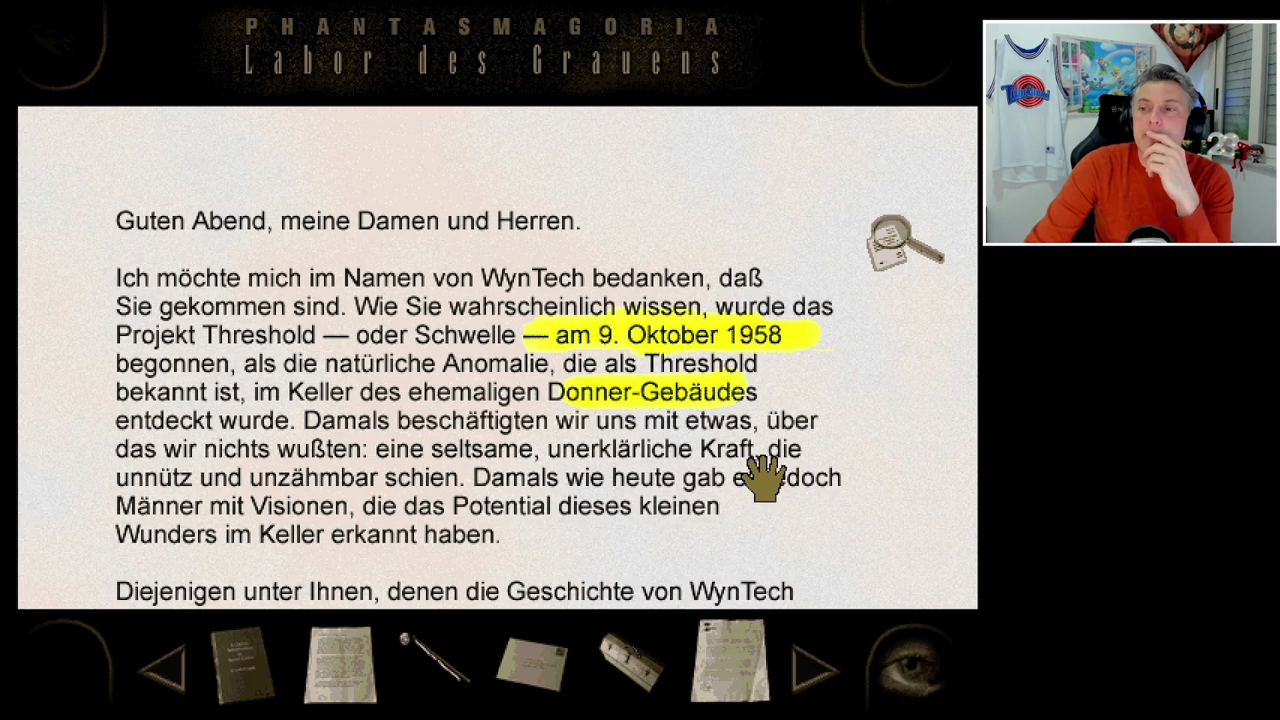 PHANTASMAGORIA
Labor des Grauens
Guten Abend, meine Damen und Herren.
Ich möchte mich im Namen von WynTech bedanken, daß
Sie gekommen sind. Wie Sie wahrscheinlich wissen, wurde das
Projekt Threshold — oder Schwelle — am 9. Oktober 1958
begonnen, als die natürliche Anomalie, die als Threshold
bekannt ist, im Keller des ehemaligen Donner-Gebäudes
entdeckt wurde. Damals beschäftigten wir uns mit etwas, über
das wir nichts wußten: eine seltsame, unerklärliche Kraft, die
unnütz und unzähmbar schien. Damals wie heute gab
Männer mit Visionen, die das Potential dieses kleinen
Wunders im Keller erkannt haben.
Diejenigen unter Ihnen, denen die Geschichte von WynTech